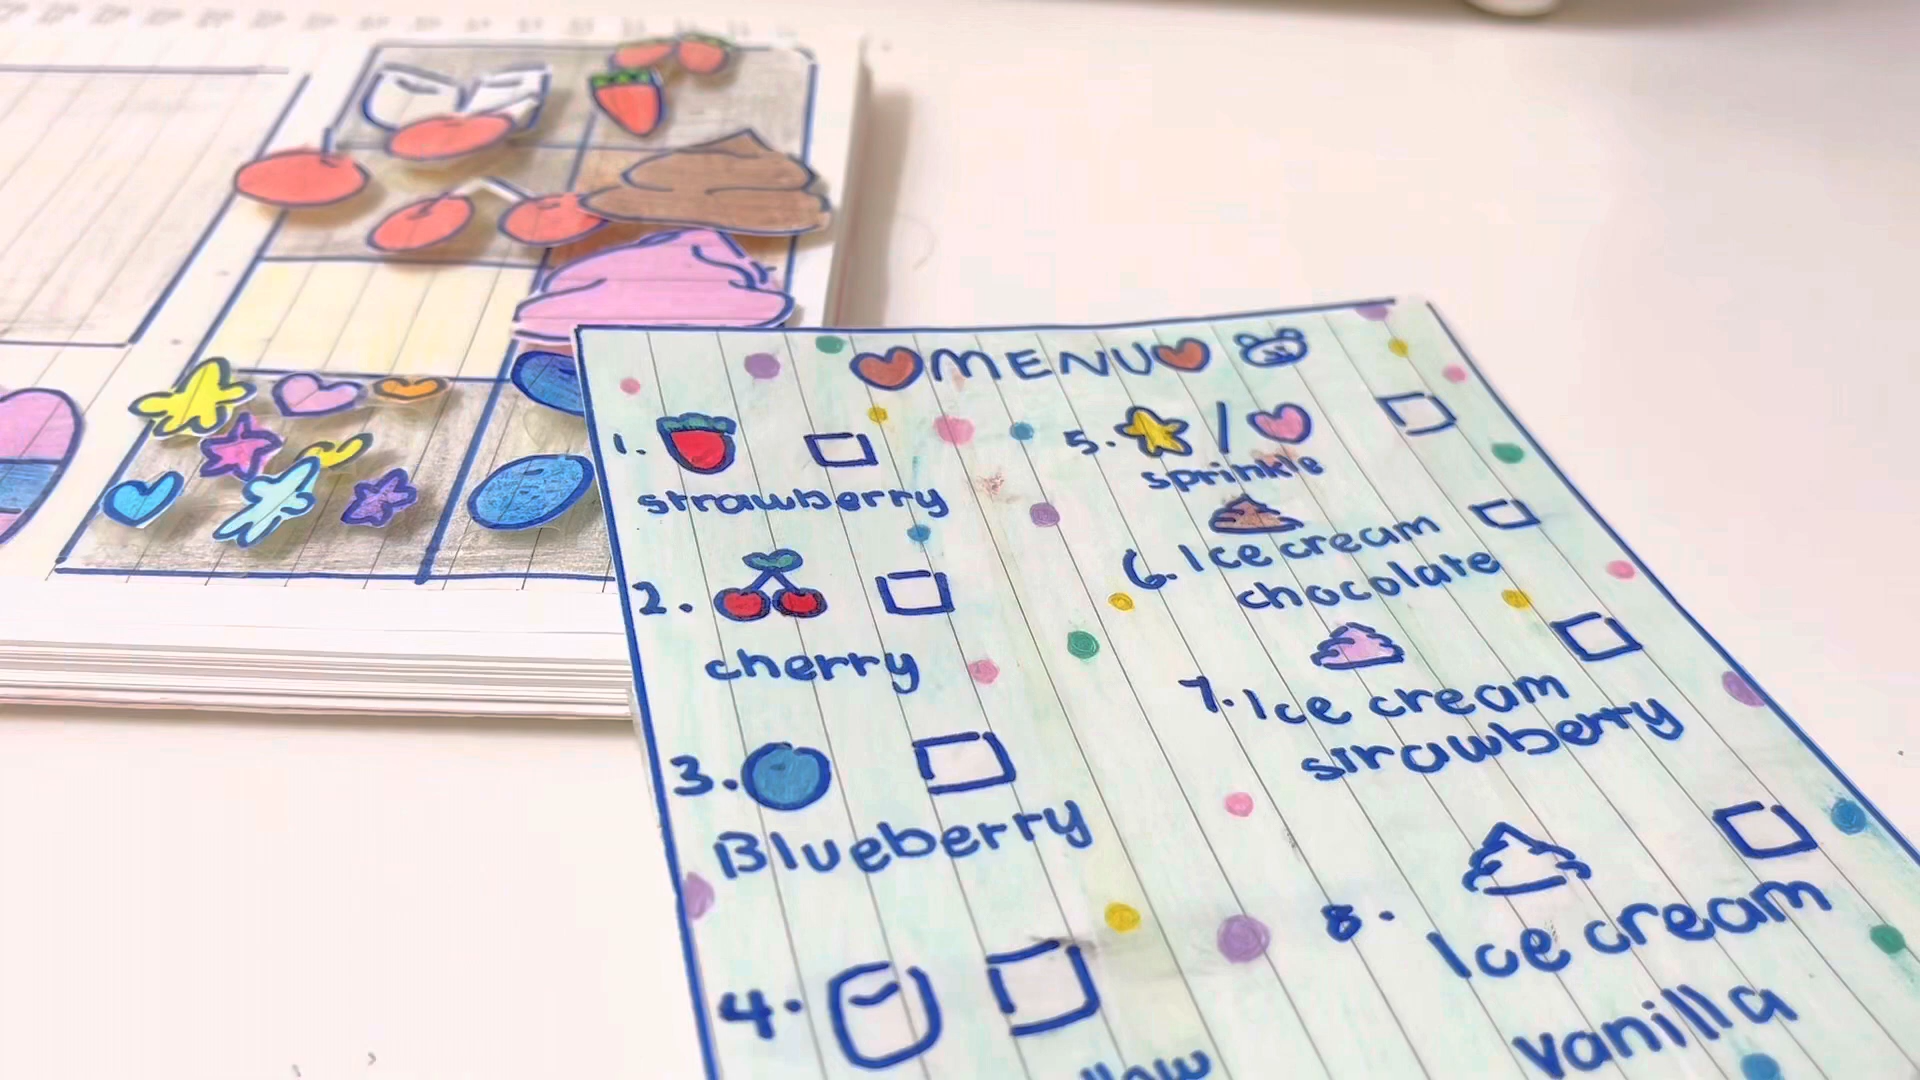 MENU
1.
strawberry
2.
cherry
3.
Blueberry
4.
5. /
sprinkle
6. Ice cream
chocolate
7. Ice cream
strawberry
8.
Ice cream
vanilla